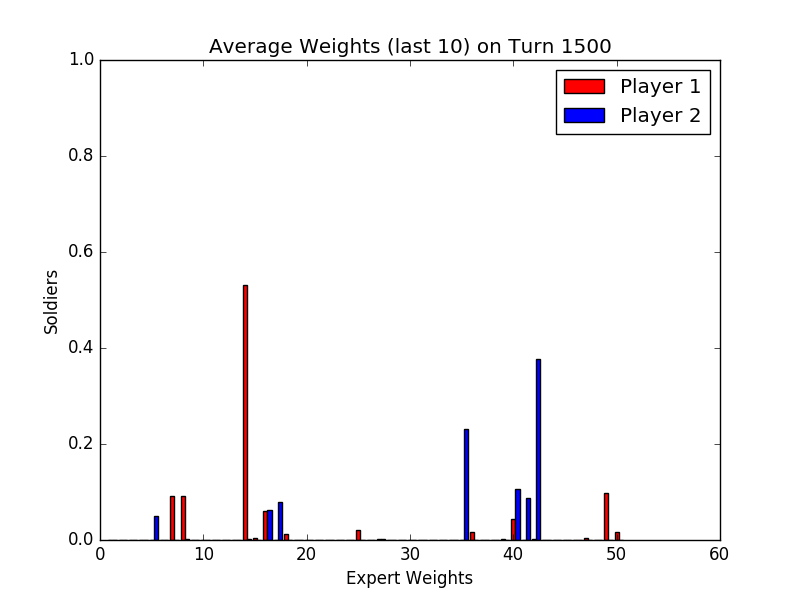 Average Weights (last 10) on Turn 1500
1.0
Player 1
Player 2
0.8
0.6
Soldiers
0.4
0.2
0.0
0 10 20 30 40 50 60
Expert Weights